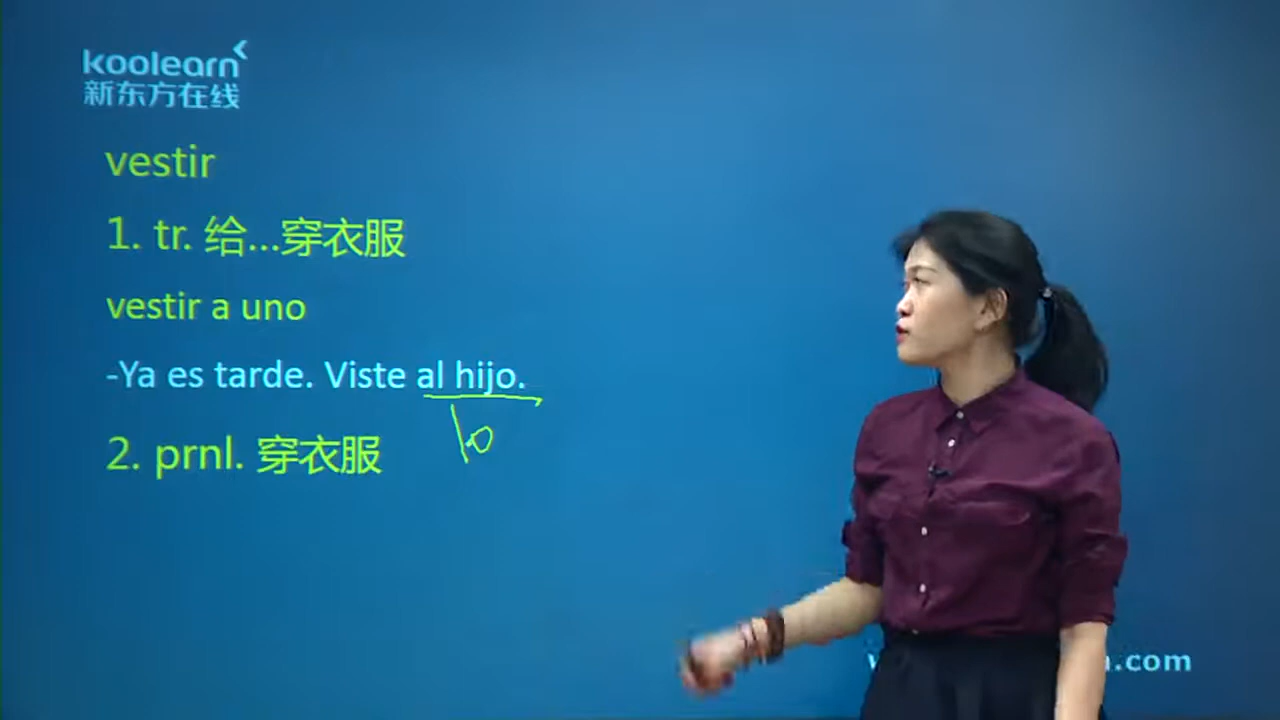 koolearn
新东方在线
vestir
1. tr. 给...穿衣服
vestir a uno
-Ya es tarde. Viste al hijo.
lo
2. prnl. 穿衣服
.com